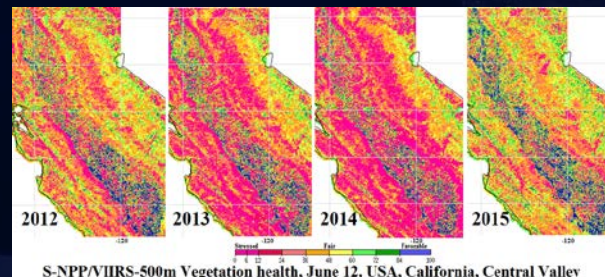 2012 2013 2014 2015
-120 -120 -120 -120
Stressed Fair Favorable
0 6 12 24 36 48 60 72 84 100
S-NPP/VIIRS-500m Vegetation health, June 12, USA, California, Central Valley